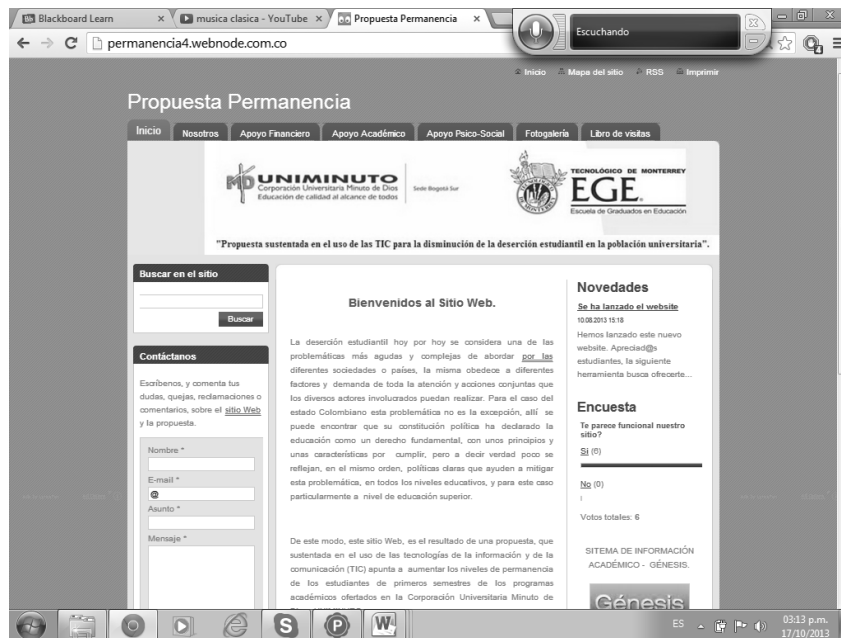 Blackboard Learn
musica clasica - YouTube
Propuesta Permanencia
Escuchando
permanencia4.webnode.com.co
Inicio Mapa del sitio RSS Imprimir
Propuesta Permanencia
Inicio Nosotros Apoyo Financiero Apoyo Académico Apoyo Psico-Social Fotogalería Libro de visitas
UNIMINUTO
Corporación Universitaria Minuto de Dios
Educación de calidad al alcance de todos
Sede Bogotá Sur
TECNOLÓGICO DE MONTERREY
EGE
Escuela de Graduados en Educación
"Propuesta sustentada en el uso de las TIC para la disminución de la deserción estudiantil en la población universitaria".
Buscar en el sitio
Buscar
Contáctanos
Escríbenos, y comenta tus
dudas, quejas, reclamaciones o
comentarios, sobre el sitio Web
y la propuesta.
Nombre *
E-mail *
@
Asunto *
Mensaje *
Bienvenidos al Sitio Web.
La deserción estudiantil hoy por hoy se considera una de las
problemáticas más agudas y complejas de abordar por las
diferentes sociedades o países, la misma obedece a diferentes
factores y demanda de toda la atención y acciones conjuntas que
los diversos actores involucrados puedan realizar. Para el caso del
estado Colombiano esta problemática no es la excepción, allí se
puede encontrar que su constitución política ha declarado la
educación como un derecho fundamental, con unos principios y
unas características por cumplir, pero a decir verdad poco se
reflejan, en el mismo orden, políticas claras que ayuden a mitigar
esta problemática, en todos los niveles educativos, y para este caso
particularmente a nivel de educación superior.
De este modo, este sitio Web, es el resultado de una propuesta, que
sustentada en el uso de las tecnologías de la información y de la
comunicación (TIC) apunta a aumentar los niveles de permanencia
de los estudiantes de primeros semestres de los programas
académicos ofertados en la Corporación Universitaria Minuto de
Novedades
Se ha lanzado el website
10.08.2013 15:18
Hemos lanzado este nuevo
website. Apreciad@s
estudiantes, la siguiente
herramienta busca ofrecerte...
Encuesta
Te parece funcional nuestro
sitio?
Si (6)
No (0)
Votos totales: 6
SITEMA DE INFORMACIÓN
ACADÉMICO - GÉNESIS.
Génesis
ES
03:13 p.m.
17/10/2013